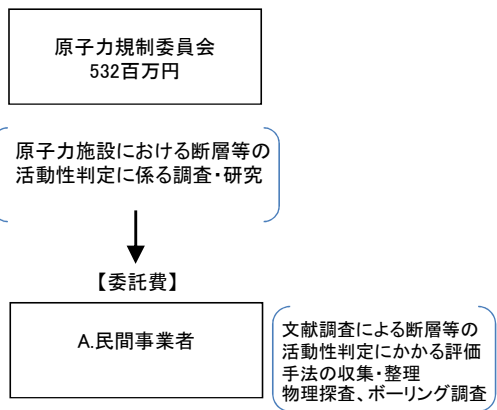 原子力規制委員会
532百万円
原子力施設における断層等の
活動性判定に係る調査・研究
【委託費】
A.民間事業者
文献調査による断層等の
活動性判定にかかる評価
手法の収集・整理
物理探査、ボーリング調査